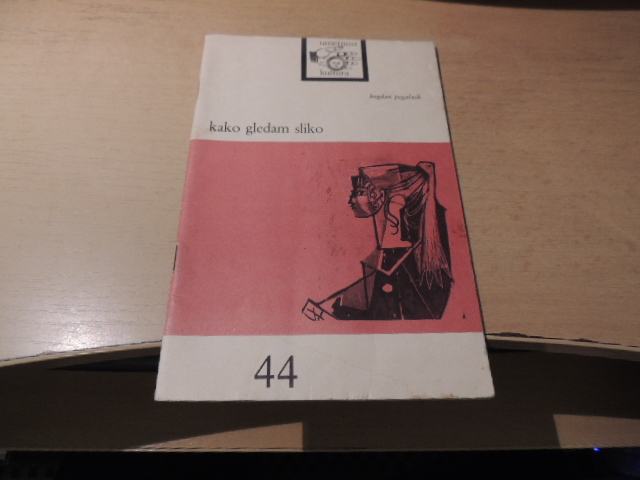 umetnost
kultura
bogdan pogačnik
kako gledam sliko
44